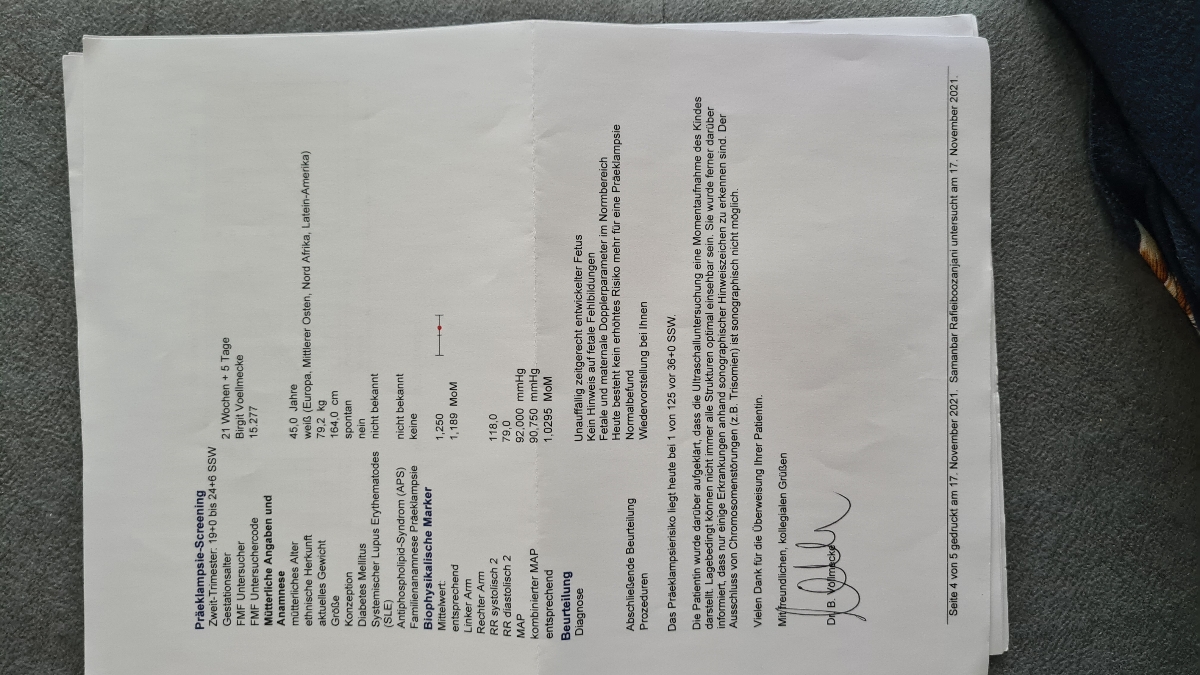 Präeklampsie-Screening
Zweit-Trimester: 19+0 bis 24+6 SSW
Gestationsalter 21 Wochen + 5 Tage
FMF Untersucher Birgit Voellmecke
FMF Untersuchercode 15.277
Mütterliche Angaben und
Anamnese
mütterliches Alter 45,0 Jahre
ethnische Herkunft weiß (Europa, Mittlerer Osten, Nord Afrika, Latein-Amerika)
aktuelles Gewicht 79,2 kg
Größe 164,0 cm
Konzeption spontan
Diabetes Mellitus nein
Systemischer Lupus Erythematodes nicht bekannt
(SLE)
Antiphospholipid-Syndrom (APS) nicht bekannt
Familienanamnese Präeklampsie keine
Biophysikalische Marker
Mittelwert: 1,250
entsprechend 1,189 MoM
Linker Arm
Rechter Arm
RR systolisch 2 118,0
RR diastolisch 2 79,0
MAP 92,000 mmHg
kombinierter MAP 90,750 mmHg
entsprechend 1,0295 MoM
Beurteilung
Diagnose Unauffällig zeitgerecht entwickelter Fetus
Kein Hinweis auf fetale Fehlbildungen
Fetale und maternale Dopplerparameter im Normbereich
Heute besteht kein erhöhtes Risiko mehr für eine Präeklampsie
Abschließende Beurteilung Normalbefund
Prozeduren Wiedervorstellung bei Ihnen
Das Präeklampsierisiko liegt heute bei 1 von 125 vor 36+0 SSW.
Die Patientin wurde darüber aufgeklärt, dass die Ultraschalluntersuchung eine Momentaufnahme des Kindes
darstellt. Lagebedingt können nicht immer alle Strukturen optimal einsehbar sein. Sie wurde ferner darüber
informiert, dass nur einige Erkrankungen anhand sonographischer Hinweiszeichen zu erkennen sind. Der
Ausschluss von Chromosomenstörungen (z.B. Trisomien) ist sonographisch nicht möglich.
Vielen Dank für die Überweisung Ihrer Patientin.
Mit freundlichen, kollegialen Grüßen
Dr. B. Vollmecke
Seite 4 von 5 gedruckt am 17. November 2021. Samanbar Rafieiboozanjani untersucht am 17. November 2021.